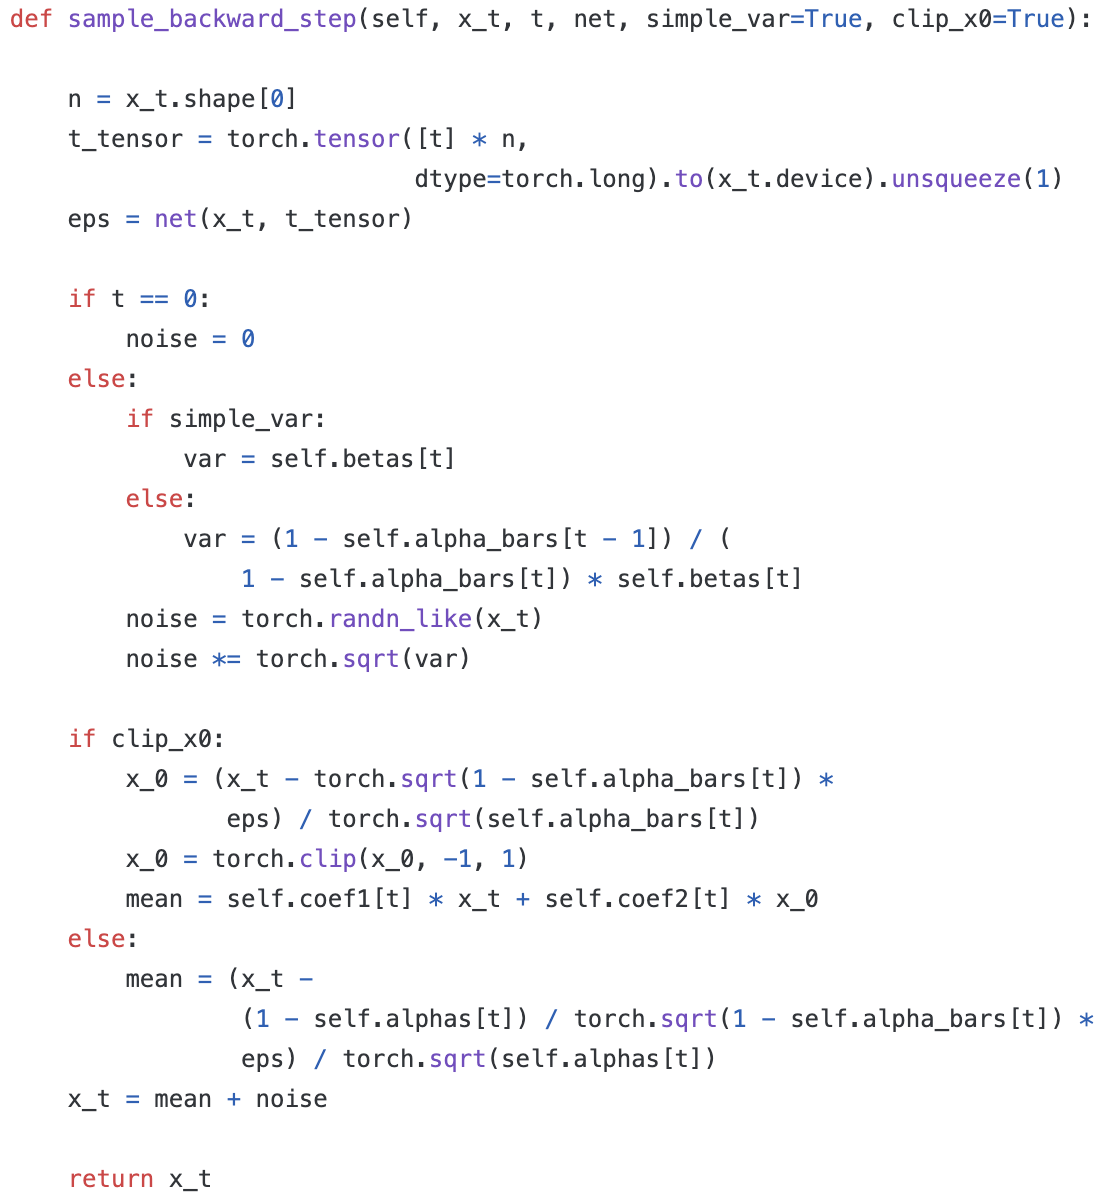 def sample_backward_step(self, x_t, t, net, simple_var=True, clip_x0=True):

    n = x_t.shape[0]
    t_tensor = torch.tensor([t] * n,
                            dtype=torch.long).to(x_t.device).unsqueeze(1)
    eps = net(x_t, t_tensor)

    if t == 0:
        noise = 0
    else:
        if simple_var:
            var = self.betas[t]
        else:
            var = (1 - self.alpha_bars[t - 1]) / (
                1 - self.alpha_bars[t]) * self.betas[t]
        noise = torch.randn_like(x_t)
        noise *= torch.sqrt(var)

    if clip_x0:
        x_0 = (x_t - torch.sqrt(1 - self.alpha_bars[t]) *
               eps) / torch.sqrt(self.alpha_bars[t])
        x_0 = torch.clip(x_0, -1, 1)
        mean = self.coef1[t] * x_t + self.coef2[t] * x_0
    else:
        mean = (x_t -
                (1 - self.alphas[t]) / torch.sqrt(1 - self.alpha_bars[t]) *
                eps) / torch.sqrt(self.alphas[t])
    x_t = mean + noise

    return x_t